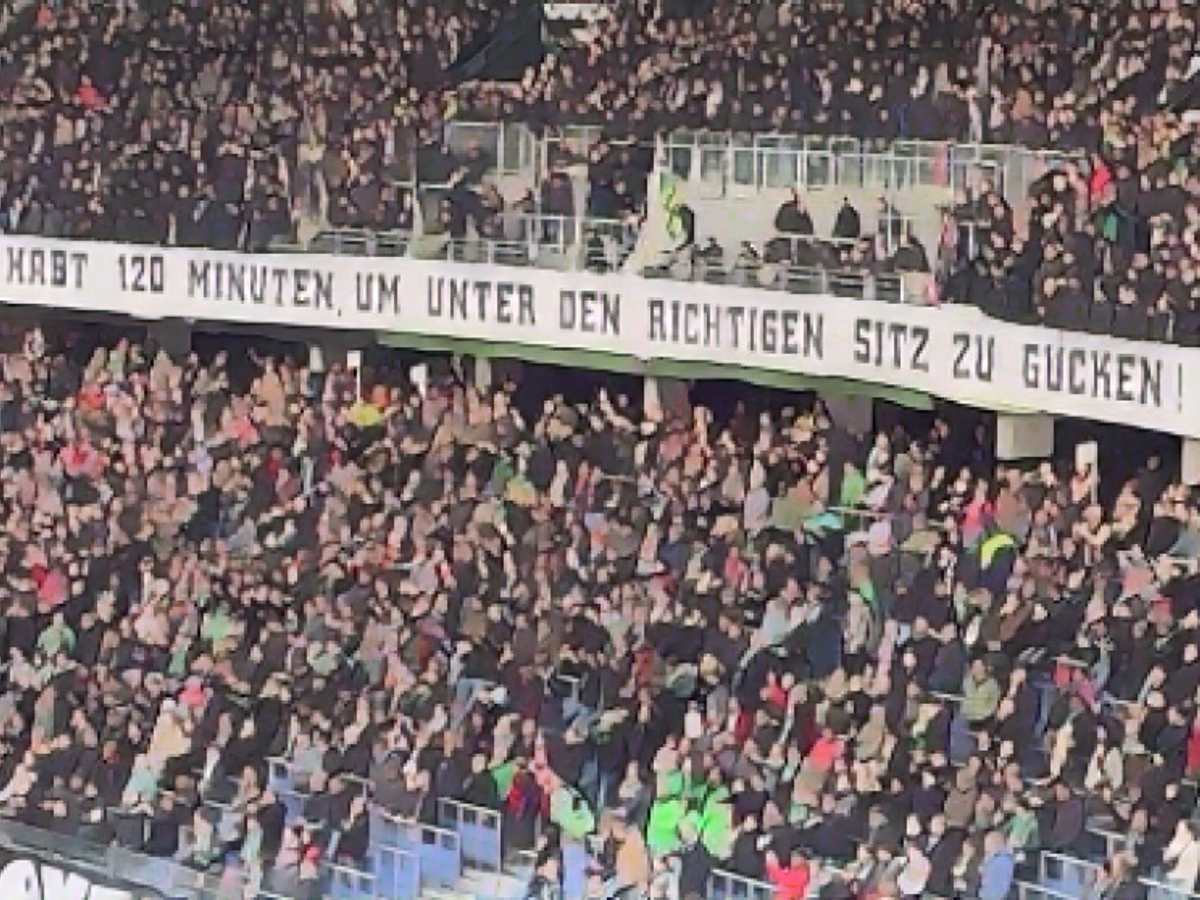 HABT 120 MINUTEN, UM UNTER DEN RICHTIGEN SITZ ZU GUCKEN!